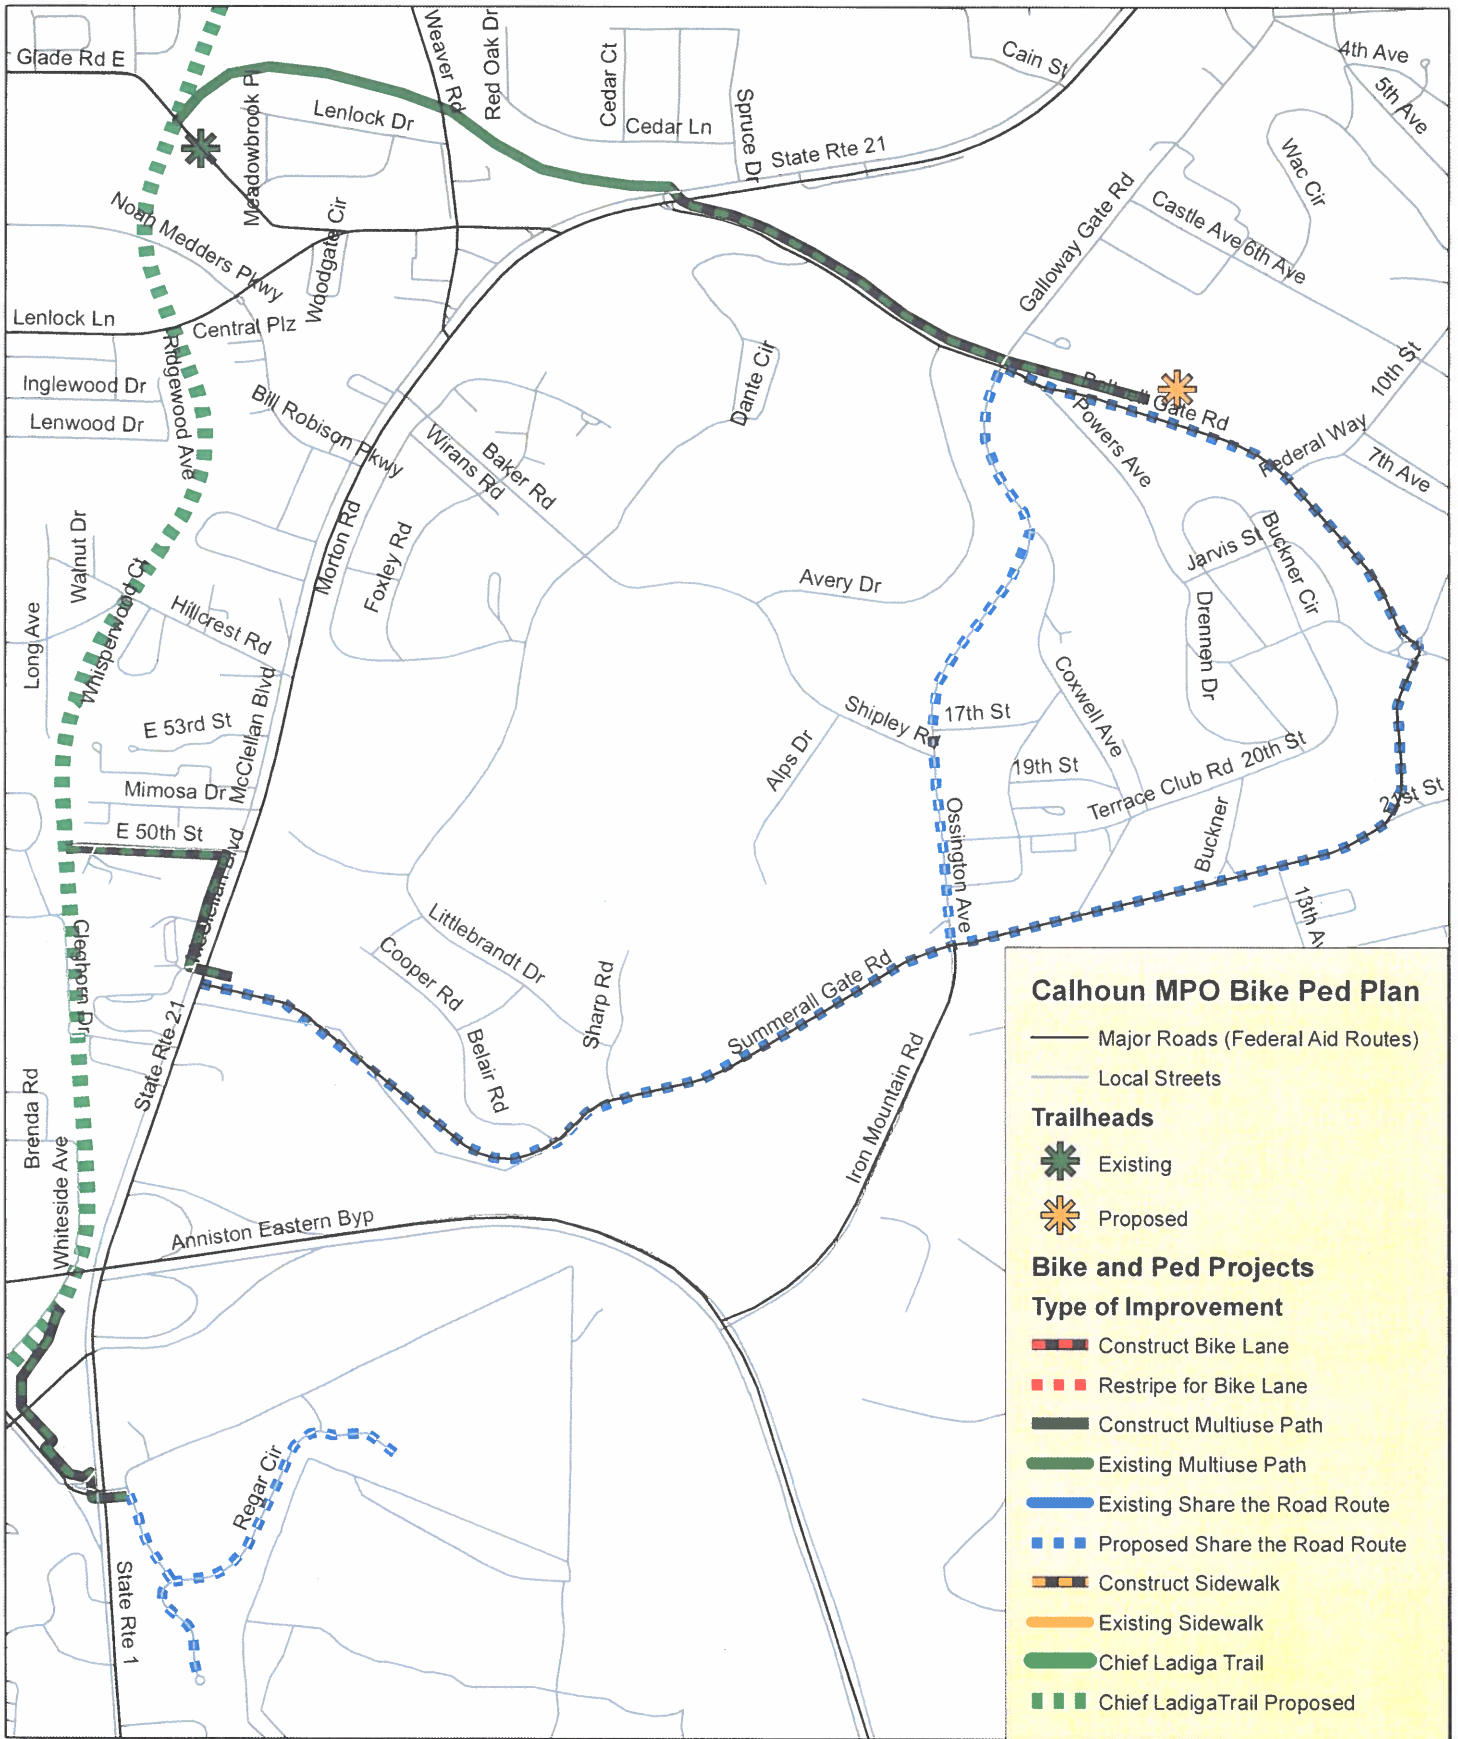 Glade Rd E
Weaver Rd
Red Oak Dr
Cedar Ct
Cain St
4th Ave
5th Ave
Meadowbrook Pl
Lenlock Dr
Cedar Ln
Spruce Dr
State Rte 21
Wac Cir
Noah Medders Pkwy
Woodgate Cir
Galloway Gate Rd
Castle Ave
6th Ave
Lenlock Ln
Central Plz
Ridgewood Ave
Inglewood Dr
Lenwood Dr
Bill Robison Pkwy
Dante Cir
10th St
Gate Rd
Powers Ave
Federal Way
7th Ave
Wirans Rd
Baker Rd
Walnut Dr
Morton Rd
Foxley Rd
Jarvis St
Buckner Cir
Whisperwood Ct
Hillcrest Rd
Long Ave
Avery Dr
Drennen Dr
Coxwell Ave
E 53rd St
McClellan Blvd
Shipley R
17th St
Alps Dr
19th St
Terrace Club Rd
20th St
Mimosa Dr
21st St
E 50th St
McClellan Blvd
Ossington Ave
Buckner
13th Av
Cleghorn Dr
Littlebrandt Dr
Cooper Rd
Sharp Rd
Summerall Gate Rd
Belair Rd
State Rte 21
Iron Mountain Rd
Brenda Rd
Whiteside Ave
Anniston Eastern Byp
Regar Cir
State Rte 1
Calhoun MPO Bike Ped Plan
Major Roads (Federal Aid Routes)
Local Streets
Trailheads
Existing
Proposed
Bike and Ped Projects
Type of Improvement
Construct Bike Lane
Restripe for Bike Lane
Construct Multiuse Path
Existing Multiuse Path
Existing Share the Road Route
Proposed Share the Road Route
Construct Sidewalk
Existing Sidewalk
Chief Ladiga Trail
Chief LadigaTrail Proposed